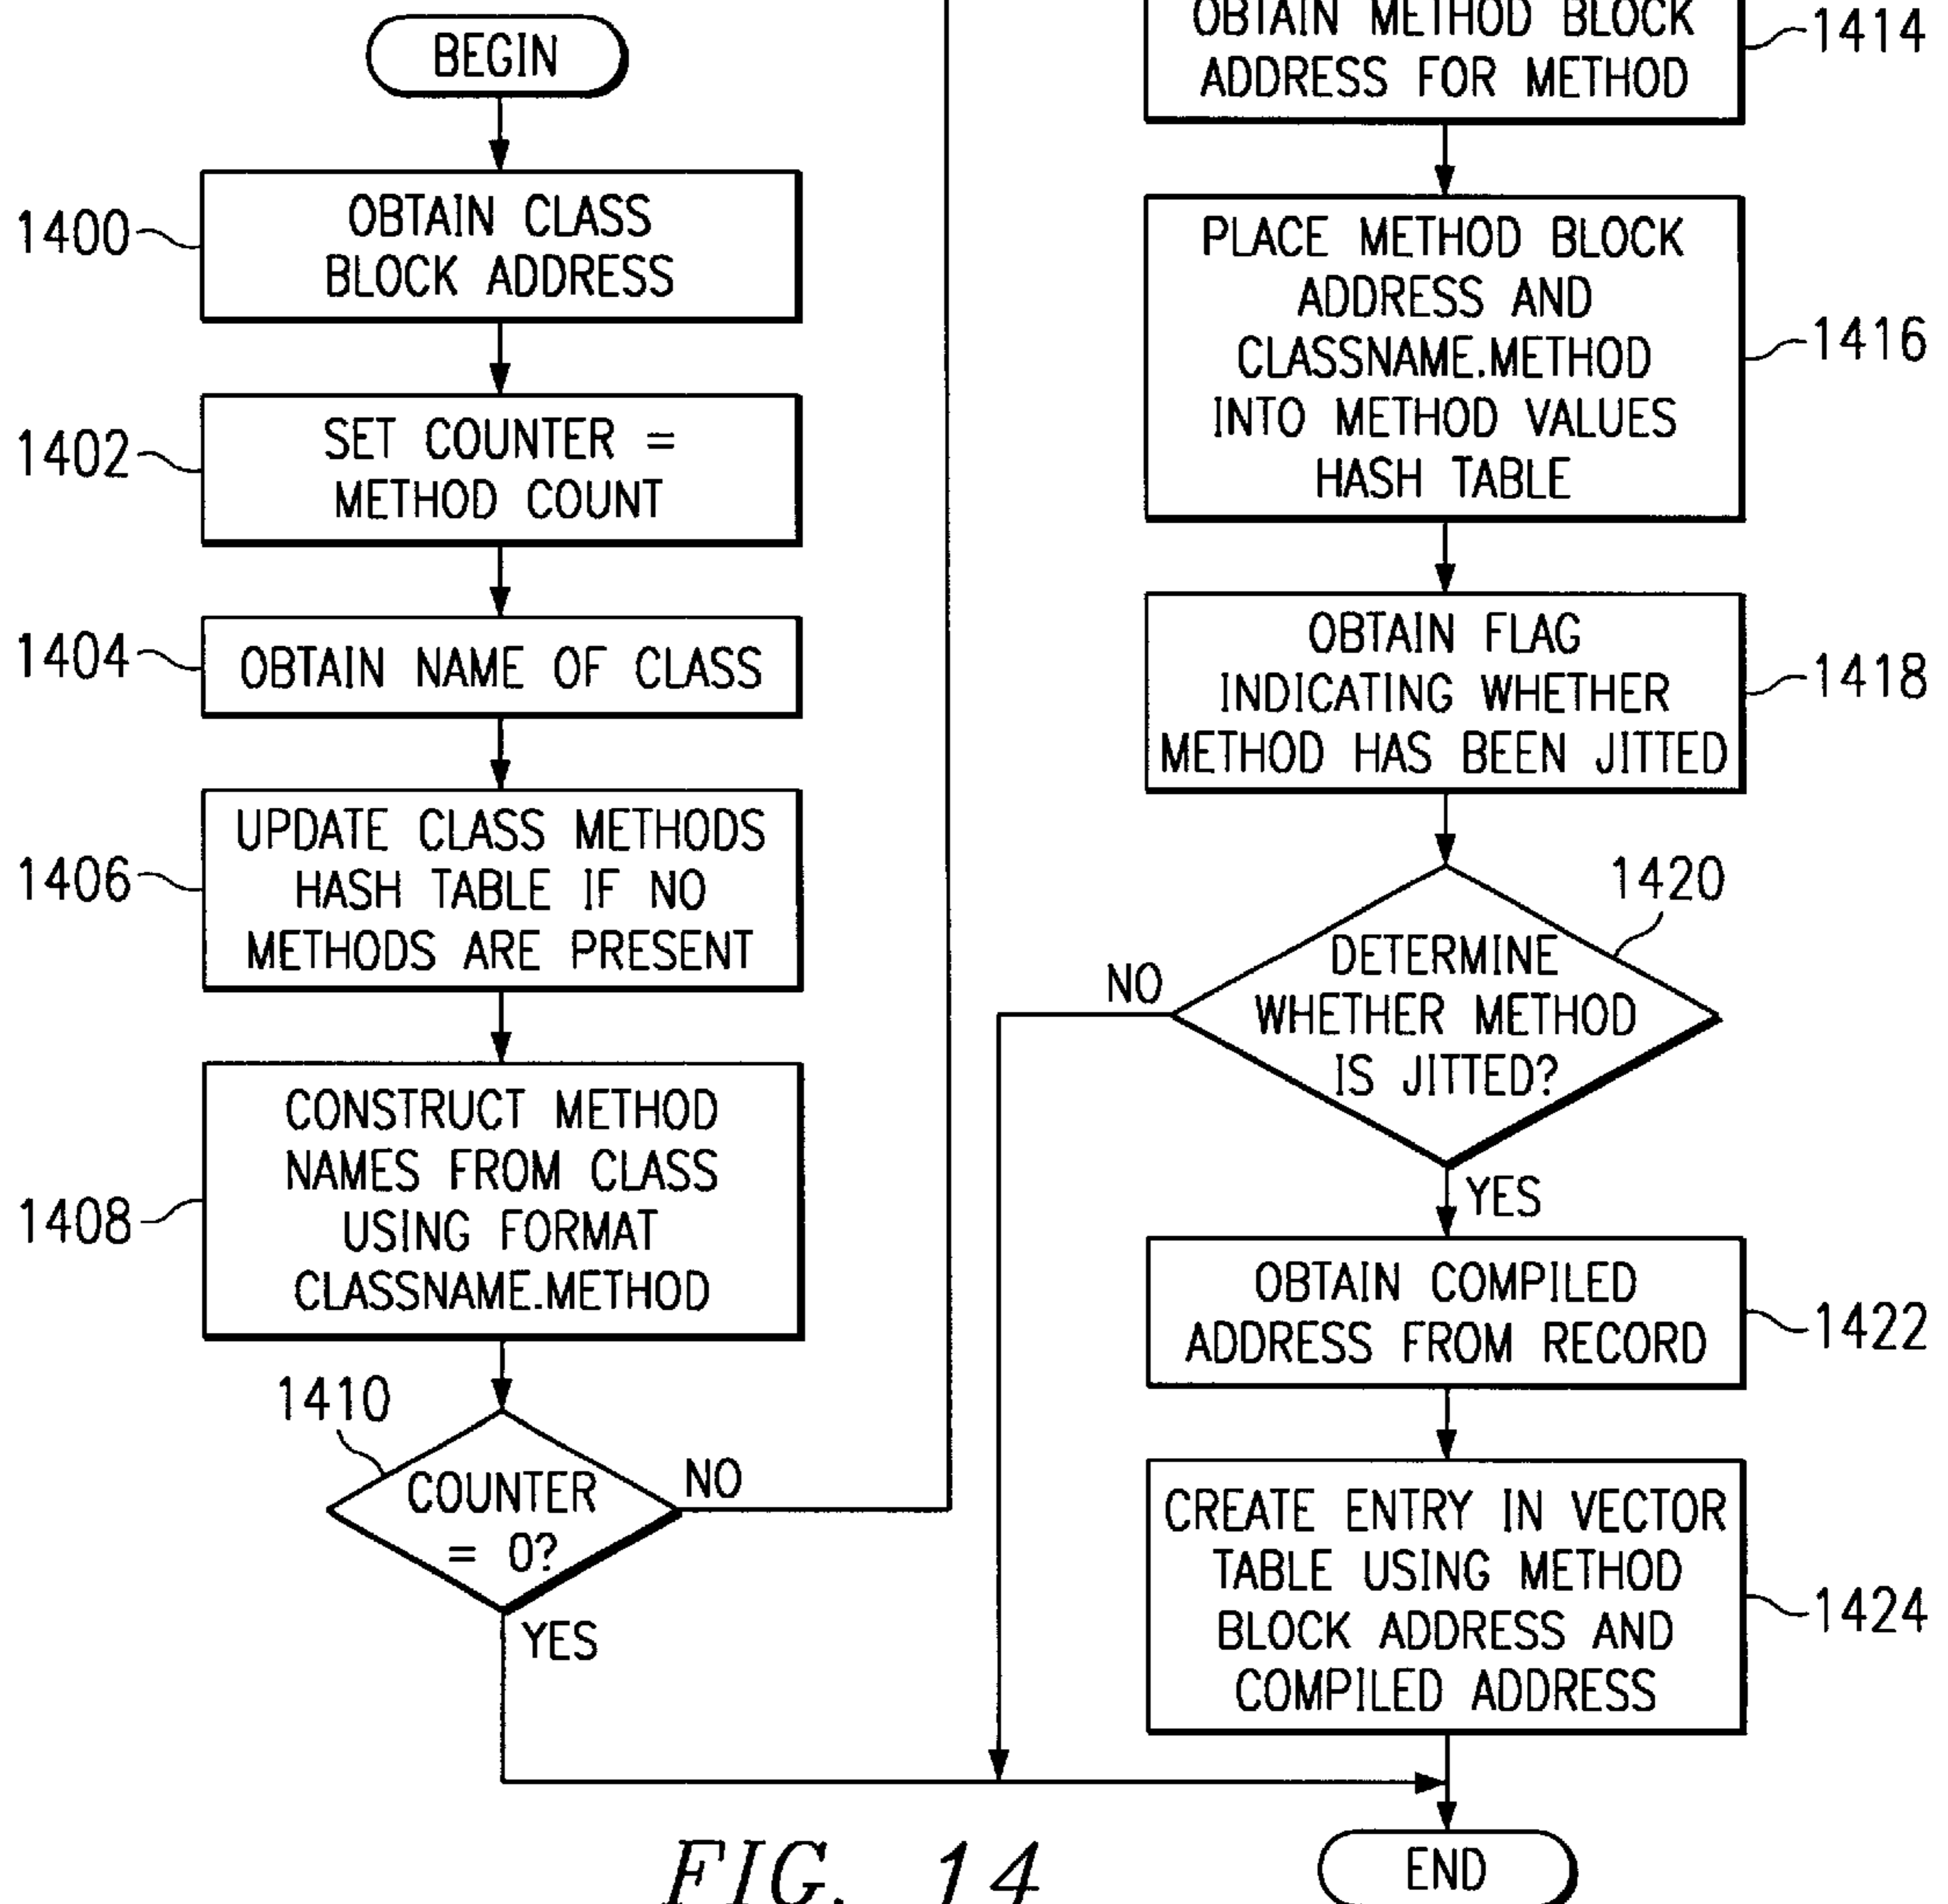 BEGIN
1400
OBTAIN CLASS
BLOCK ADDRESS
1402
SET COUNTER =
METHOD COUNT
1404
OBTAIN NAME OF CLASS
1406
UPDATE CLASS METHODS
HASH TABLE IF NO
METHODS ARE PRESENT
1408
CONSTRUCT METHOD
NAMES FROM CLASS
USING FORMAT
CLASSNAME.METHOD
1410
COUNTER
= 0?
NO
YES
OBTAIN METHOD BLOCK
ADDRESS FOR METHOD
1414
PLACE METHOD BLOCK
ADDRESS AND
CLASSNAME.METHOD
INTO METHOD VALUES
HASH TABLE
1416
OBTAIN FLAG
INDICATING WHETHER
METHOD HAS BEEN JITTED
1418
1420
DETERMINE
WHETHER METHOD
IS JITTED?
NO
YES
OBTAIN COMPILED
ADDRESS FROM RECORD
1422
CREATE ENTRY IN VECTOR
TABLE USING METHOD
BLOCK ADDRESS AND
COMPILED ADDRESS
1424
END
FIG. 14